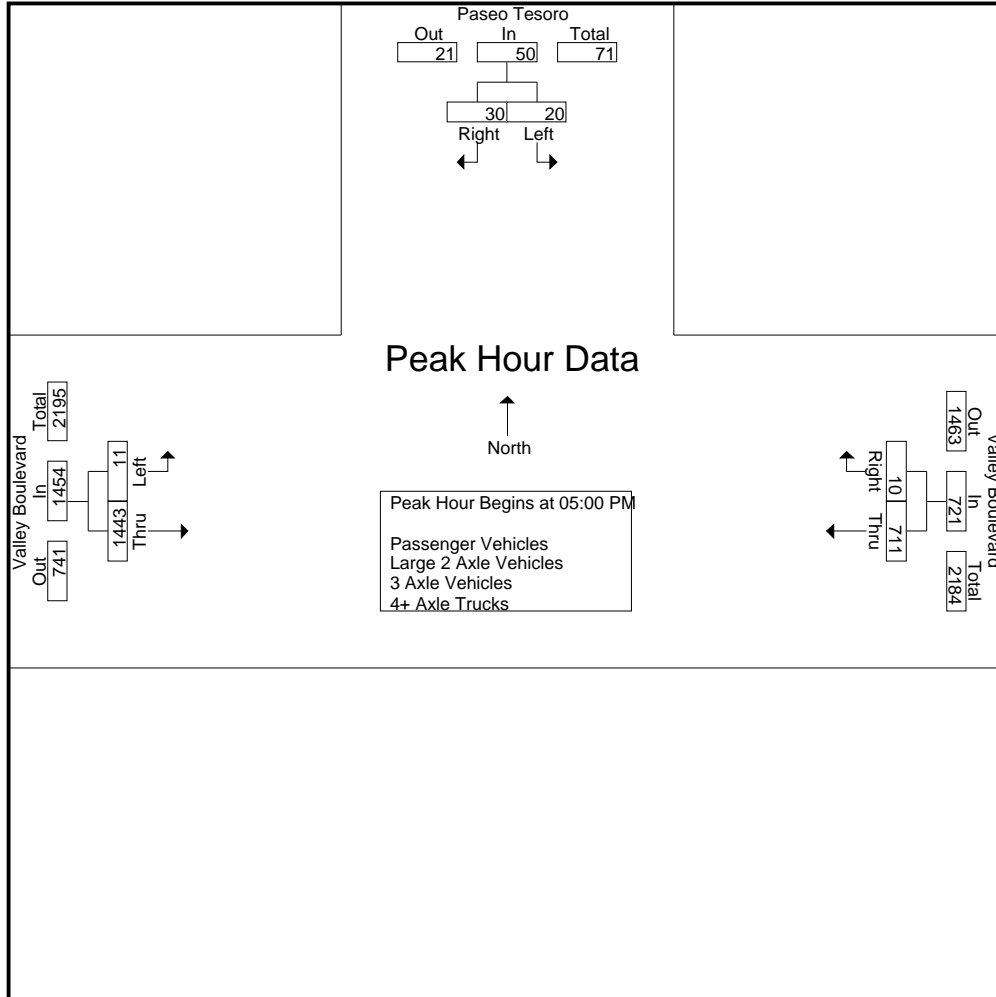 Paseo Tesoro
Out In Total
21 50 71
30 20
Right Left
Peak Hour Data
North
Peak Hour Begins at 05:00 PM
Passenger Vehicles
Large 2 Axle Vehicles
3 Axle Vehicles
4+ Axle Trucks
Valley Boulevard
Out In Total
741 1454 2195
1443 11
Thru Left
Valley Boulevard
Out In Total
1463 721 2184
10 711
Right Thru